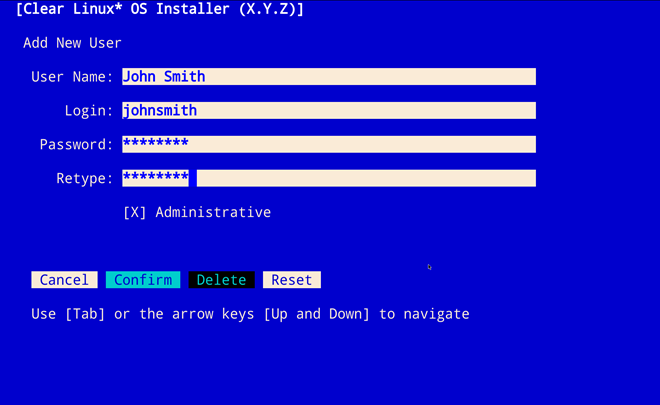 [Clear Linux* OS Installer (X.Y.Z)]
Add New User
User Name: John Smith
Login: johnsmith
Password: ********
Retype: ********
[X] Administrative
Cancel Confirm Delete Reset
Use [Tab] or the arrow keys [Up and Down] to navigate